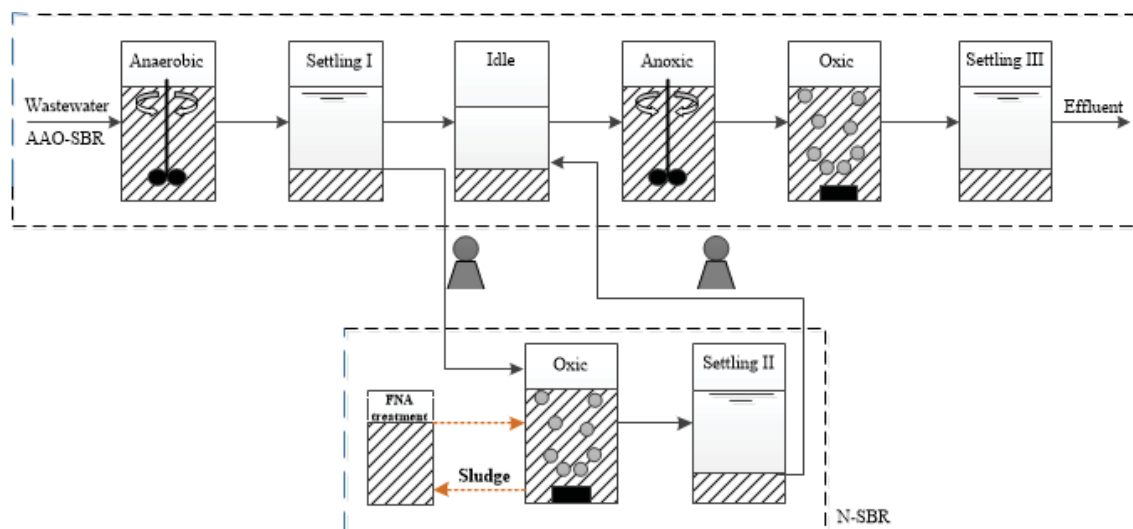 Anaerobic
Settling I
Idle
Anoxic
Oxic
Settling III
Wastewater
AAO-SBR
Effluent
Oxic
Settling II
FNA
treatment
Sludge
N-SBR